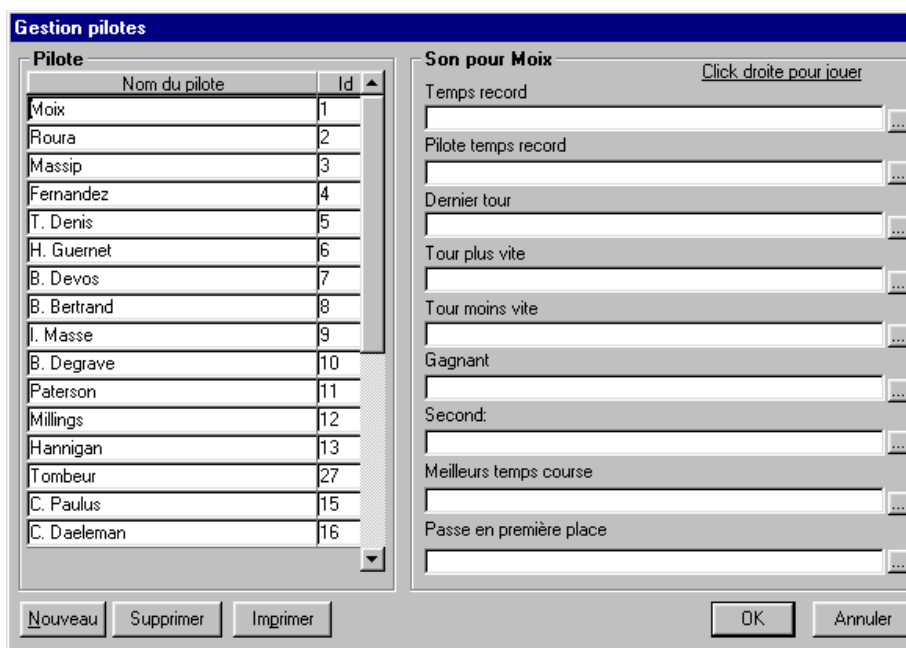 Gestion pilotes
Pilote
Nom du pilote Id
Moix 1
Roura 2
Massip 3
Fernandez 4
T. Denis 5
H. Guernet 6
B. Devos 7
B. Bertrand 8
I. Masse 9
B. Degrave 10
Paterson 11
Millings 12
Hannigan 13
Tombeur 27
C. Paulus 15
C. Daeleman 16
Nouveau Supprimer Imprimer
Son pour Moix
Click droite pour jouer
Temps record
...
Pilote temps record
...
Dernier tour
...
Tour plus vite
...
Tour moins vite
...
Gagnant
...
Second:
...
Meilleurs temps course
...
Passe en première place
...
OK Annuler